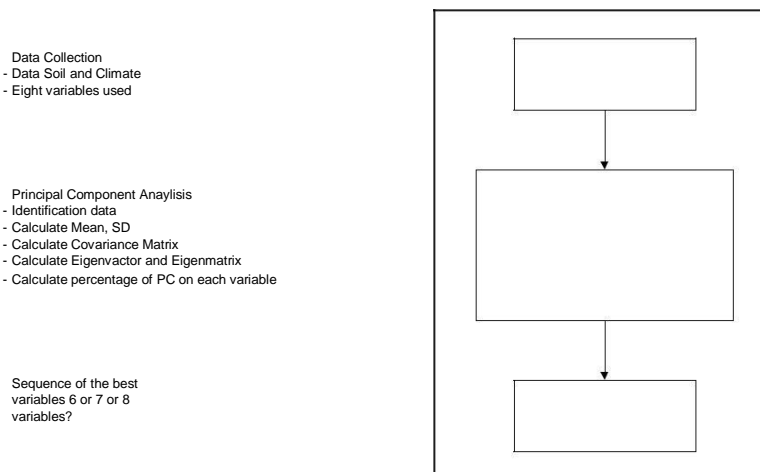 Data Collection
- Data Soil and Climate
- Eight variables used
Principal Component Anaylisis
- Identification data
- Calculate Mean, SD
- Calculate Covariance Matrix
- Calculate Eigenvactor and Eigenmatrix
- Calculate percentage of PC on each variable
Sequence of the best
variables 6 or 7 or 8
variables?